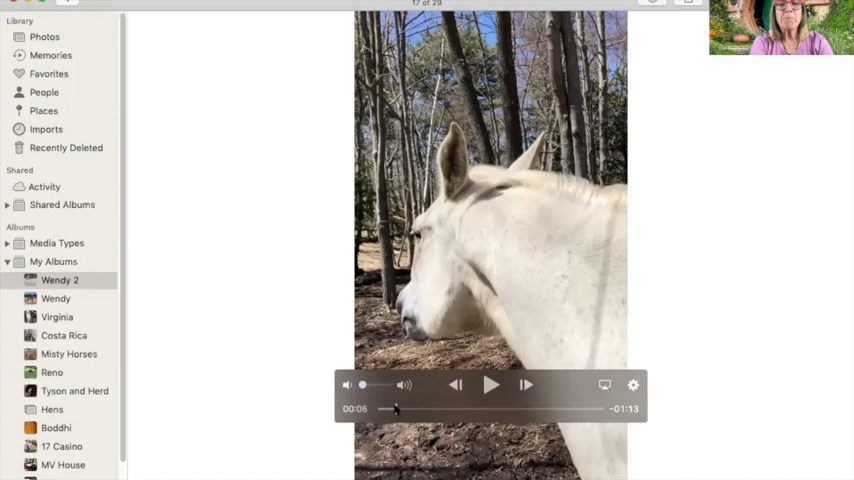 17 of 29
Library
Photos
Memories
Favorites
People
Places
Imports
Recently Deleted
Shared
Activity
Shared Albums
Albums
Media Types
My Albums
Wendy 2
Wendy
Virginia
Costa Rica
Misty Horses
Reno
Tyson and Herd
Hens
Boddhi
17 Casino
MV House
00:06
-01:13